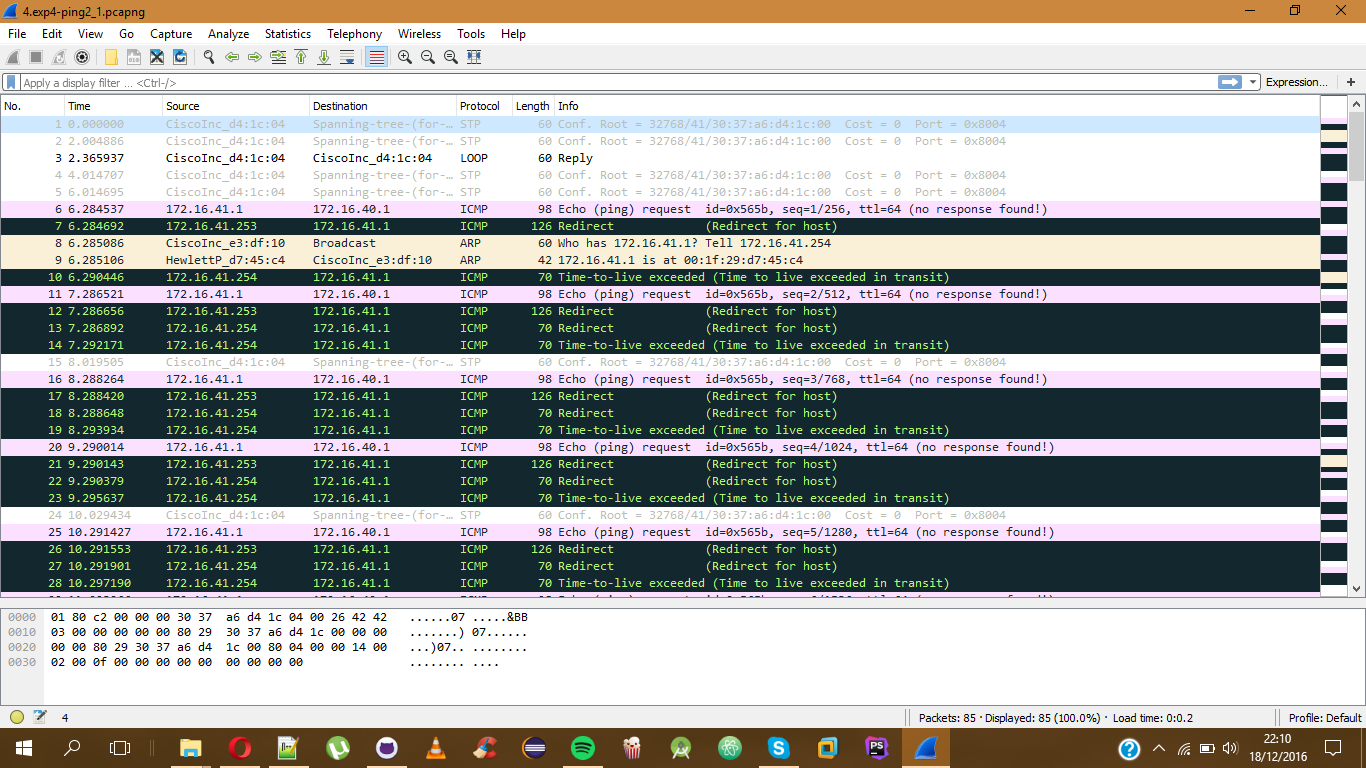 4.exp4-ping2_1.pcapng
File Edit View Go Capture Analyze Statistics Telephony Wireless Tools Help
Apply a display filter ... <Ctrl-/> Expression... +
No. Time Source Destination Protocol Length Info
1 0.000000 CiscoInc_d4:1c:04 Spanning-tree-(for-… STP 60 Conf. Root = 32768/41/30:37:a6:d4:1c:00 Cost = 0 Port = 0x8004
2 2.004886 CiscoInc_d4:1c:04 Spanning-tree-(for-… STP 60 Conf. Root = 32768/41/30:37:a6:d4:1c:00 Cost = 0 Port = 0x8004
3 2.365937 CiscoInc_d4:1c:04 CiscoInc_d4:1c:04 LOOP 60 Reply
4 4.014707 CiscoInc_d4:1c:04 Spanning-tree-(for-… STP 60 Conf. Root = 32768/41/30:37:a6:d4:1c:00 Cost = 0 Port = 0x8004
5 6.014695 CiscoInc_d4:1c:04 Spanning-tree-(for-… STP 60 Conf. Root = 32768/41/30:37:a6:d4:1c:00 Cost = 0 Port = 0x8004
6 6.284537 172.16.41.1 172.16.40.1 ICMP 98 Echo (ping) request id=0x565b, seq=1/256, ttl=64 (no response found!)
7 6.284692 172.16.41.253 172.16.41.1 ICMP 126 Redirect (Redirect for host)
8 6.285086 CiscoInc_e3:df:10 Broadcast ARP 60 Who has 172.16.41.1? Tell 172.16.41.254
9 6.285106 HewlettP_d7:45:c4 CiscoInc_e3:df:10 ARP 42 172.16.41.1 is at 00:1f:29:d7:45:c4
10 6.290446 172.16.41.254 172.16.41.1 ICMP 70 Time-to-live exceeded (Time to live exceeded in transit)
11 7.286521 172.16.41.1 172.16.40.1 ICMP 98 Echo (ping) request id=0x565b, seq=2/512, ttl=64 (no response found!)
12 7.286656 172.16.41.253 172.16.41.1 ICMP 126 Redirect (Redirect for host)
13 7.286892 172.16.41.254 172.16.41.1 ICMP 70 Redirect (Redirect for host)
14 7.292171 172.16.41.254 172.16.41.1 ICMP 70 Time-to-live exceeded (Time to live exceeded in transit)
15 8.019505 CiscoInc_d4:1c:04 Spanning-tree-(for-… STP 60 Conf. Root = 32768/41/30:37:a6:d4:1c:00 Cost = 0 Port = 0x8004
16 8.288264 172.16.41.1 172.16.40.1 ICMP 98 Echo (ping) request id=0x565b, seq=3/768, ttl=64 (no response found!)
17 8.288420 172.16.41.253 172.16.41.1 ICMP 126 Redirect (Redirect for host)
18 8.288648 172.16.41.254 172.16.41.1 ICMP 70 Redirect (Redirect for host)
19 8.293934 172.16.41.254 172.16.41.1 ICMP 70 Time-to-live exceeded (Time to live exceeded in transit)
20 9.290014 172.16.41.1 172.16.40.1 ICMP 98 Echo (ping) request id=0x565b, seq=4/1024, ttl=64 (no response found!)
21 9.290143 172.16.41.253 172.16.41.1 ICMP 126 Redirect (Redirect for host)
22 9.290379 172.16.41.254 172.16.41.1 ICMP 70 Redirect (Redirect for host)
23 9.295637 172.16.41.254 172.16.41.1 ICMP 70 Time-to-live exceeded (Time to live exceeded in transit)
24 10.029434 CiscoInc_d4:1c:04 Spanning-tree-(for-… STP 60 Conf. Root = 32768/41/30:37:a6:d4:1c:00 Cost = 0 Port = 0x8004
25 10.291427 172.16.41.1 172.16.40.1 ICMP 98 Echo (ping) request id=0x565b, seq=5/1280, ttl=64 (no response found!)
26 10.291553 172.16.41.253 172.16.41.1 ICMP 126 Redirect (Redirect for host)
27 10.291901 172.16.41.254 172.16.41.1 ICMP 70 Redirect (Redirect for host)
28 10.297190 172.16.41.254 172.16.41.1 ICMP 70 Time-to-live exceeded (Time to live exceeded in transit)
0000 01 80 c2 00 00 00 30 37 a6 d4 1c 04 00 26 42 42 ......07 .....&BB
0010 03 00 00 00 00 00 80 29 30 37 a6 d4 1c 00 00 00 .......) 07......
0020 00 00 80 29 30 37 a6 d4 1c 00 80 04 00 00 14 00 ...)07.. ........
0030 02 00 0f 00 00 00 00 00 00 00 00 00 ........ ....
4 Packets: 85 · Displayed: 85 (100.0%) · Load time: 0:0.2 Profile: Default
22:10
18/12/2016